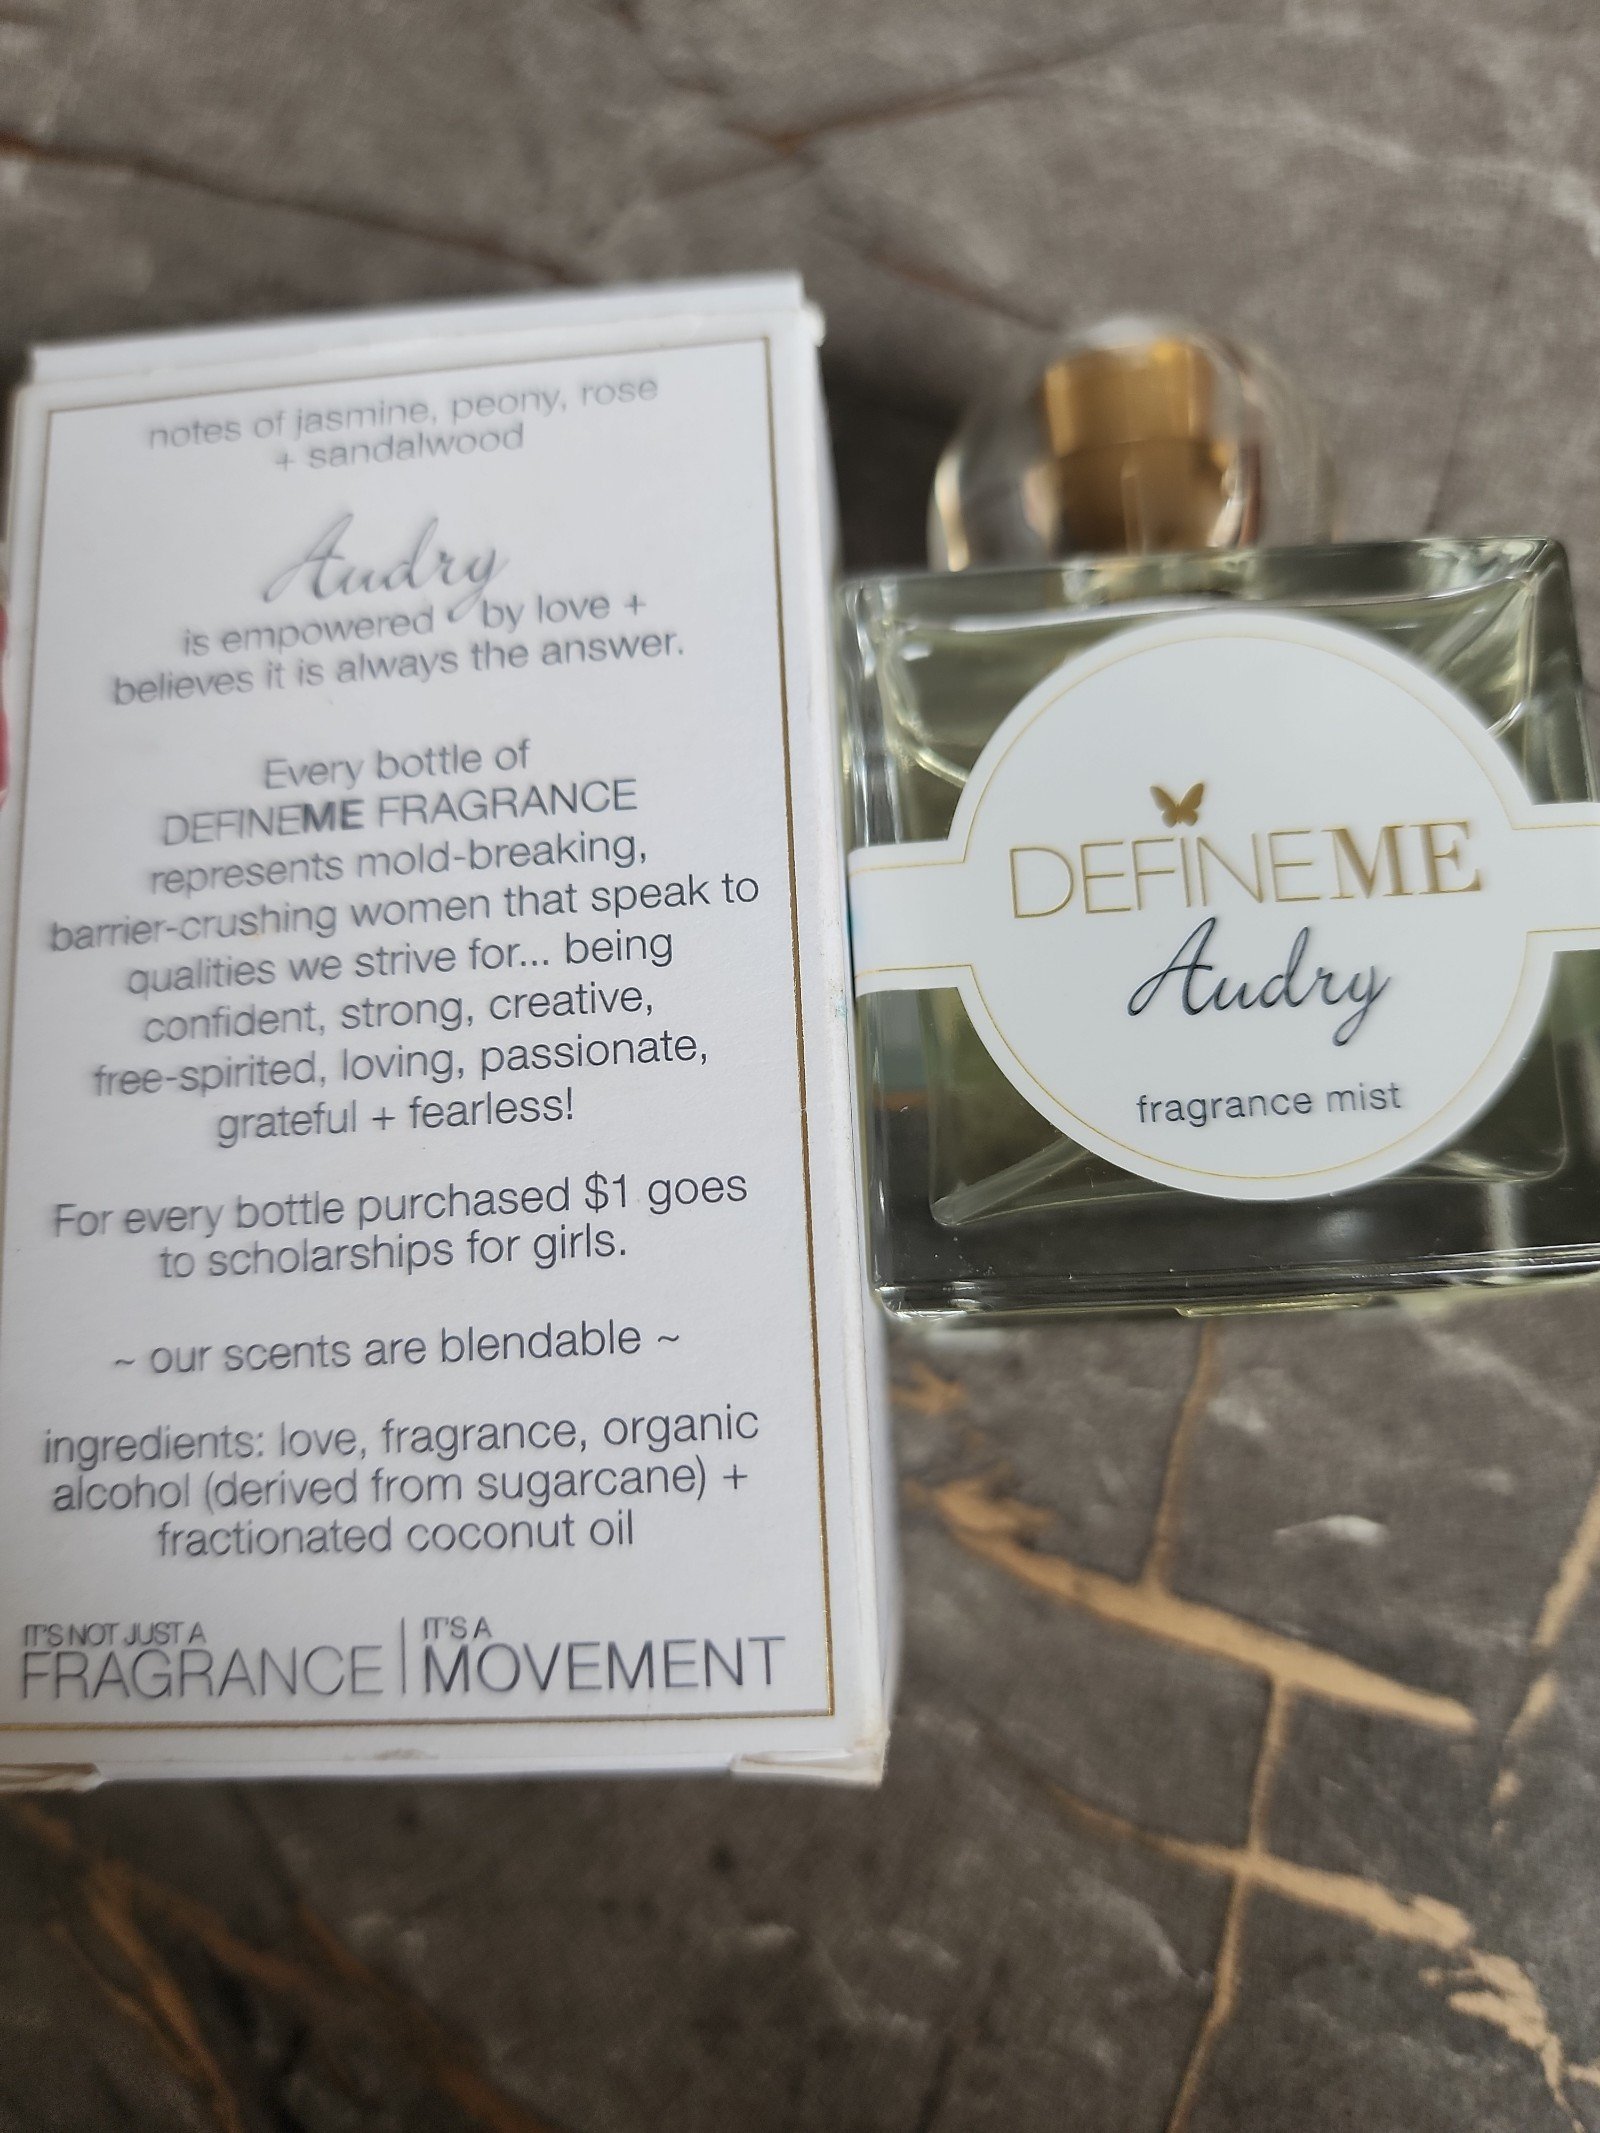 notes of jasmine, peony, rose
+ sandalwood
Audry
is empowered by love +
believes it is always the answer.
Every bottle of
DEFINEME FRAGRANCE
represents mold-breaking,
barrier-crushing women that speak to
qualities we strive for... being
confident, strong, creative,
free-spirited, loving, passionate,
grateful + fearless!
For every bottle purchased $1 goes
to scholarships for girls.
~ our scents are blendable ~
ingredients: love, fragrance, organic
alcohol (derived from sugarcane) +
fractionated coconut oil
IT'S NOT JUST A
FRAGRANCE
IT'S A
MOVEMENT
DEFINEME
Audry
fragrance mist